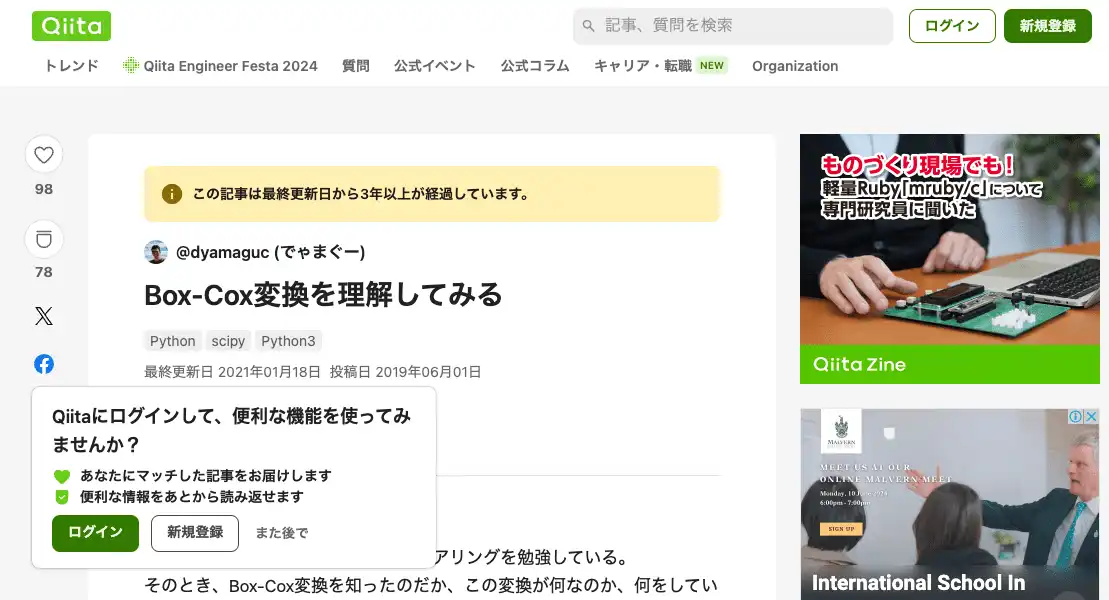 Qiita
記事、質問を検索
ログイン
新規登録
トレンド
Qiita Engineer Festa 2024
質問
公式イベント
公式コラム
キャリア・転職 NEW
Organization
98
78
この記事は最終更新日から3年以上が経過しています。
@dyamaguc (でゃまぐー)
Box-Cox変換を理解してみる
Python scipy Python3
最終更新日 2021年01月18日 投稿日 2019年06月01日
Qiitaにログインして、便利な機能を使ってみ
ませんか？
あなたにマッチした記事をお届けします
便利な情報をあとから読み返せます
ログイン
新規登録
また後で
アリングを勉強している。
そのとき、Box-Cox変換を知ったのだか、この変換が何なのか、何をしてい
ものづくり現場でも!
軽量Ruby「mruby/c」について
専門研究員に聞いた
Qiita Zine
MALVERN
MEET US AT OUR
ONLINE MALVERN MEET
6:00pm - 7:00pm
SIGN UP
International School In